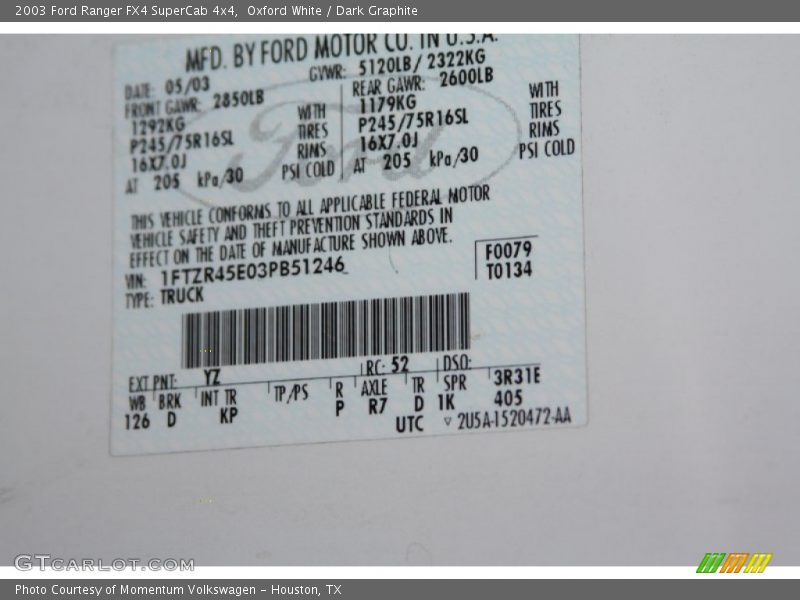 2003 Ford Ranger FX4 SuperCab 4x4, Oxford White / Dark Graphite
MFD. BY FORD MOTOR CO. IN U.S.A.
DATE: 05/03 GVWR: 5120LB/ 2322KG
FRONT GAWR: 2850LB REAR GAWR: 2600LB
1292KG WITH 1179KG WITH
P245/75R16SL TIRES P245/75R16SL TIRES
16X7.0J RIMS 16X7.0J RIMS
AT 205 kPa/30 PSI COLD AT 205 kPa/30 PSI COLD
Ford
THIS VEHICLE CONFORMS TO ALL APPLICABLE FEDERAL MOTOR
VEHICLE SAFETY AND THEFT PREVENTION STANDARDS IN
EFFECT ON THE DATE OF MANUFACTURE SHOWN ABOVE.
VIN: 1FTZR45E03PB51246 F0079
TYPE: TRUCK T0134
EXT PNT: YZ RC: 52 DSO:
WB BRK INT TR TP/PS R AXLE TR SPR 3R31E
126 D KP P R7 D 1K 405
UTC ▽ 2U5A-1520472-AA
GTCARLOT.COM
Photo Courtesy of Momentum Volkswagen - Houston, TX